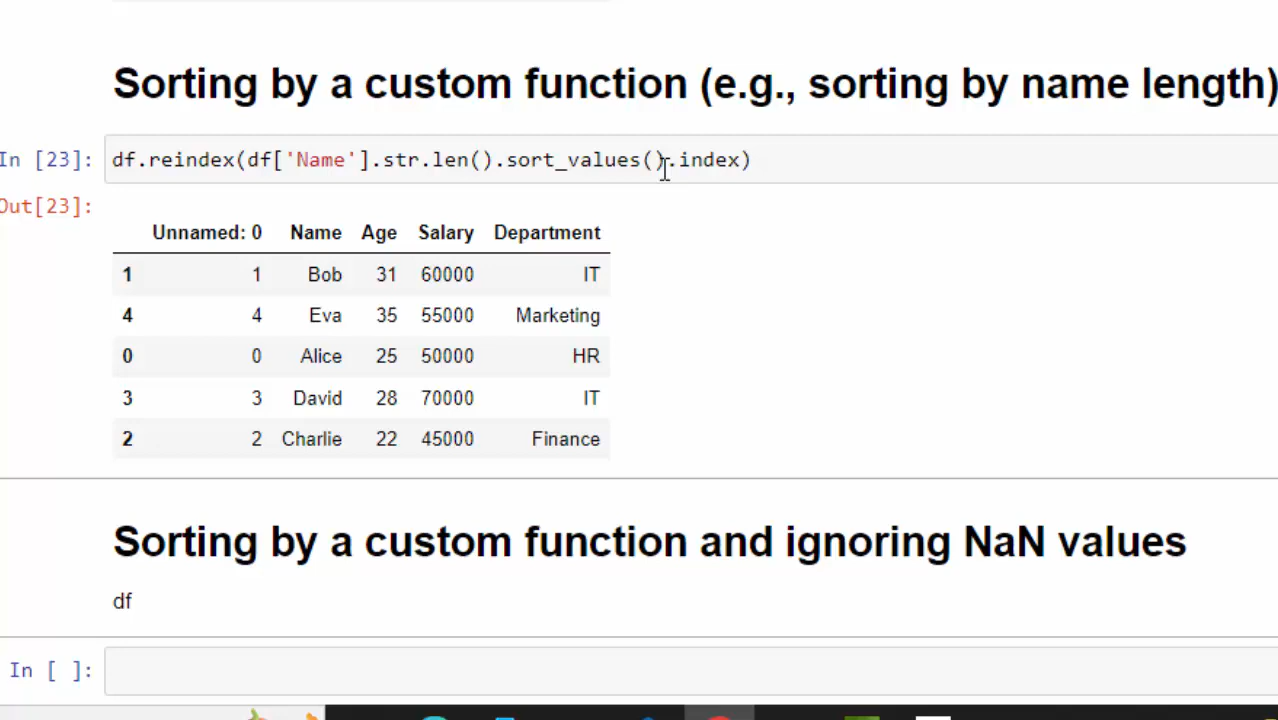 Sorting by a custom function (e.g., sorting by name length)
In [23]: df.reindex(df['Name'].str.len().sort_values().index)
Out[23]:
Unnamed: 0 Name Age Salary Department
1 1 Bob 31 60000 IT
4 4 Eva 35 55000 Marketing
0 0 Alice 25 50000 HR
3 3 David 28 70000 IT
2 2 Charlie 22 45000 Finance
Sorting by a custom function and ignoring NaN values
df
In [ ]: